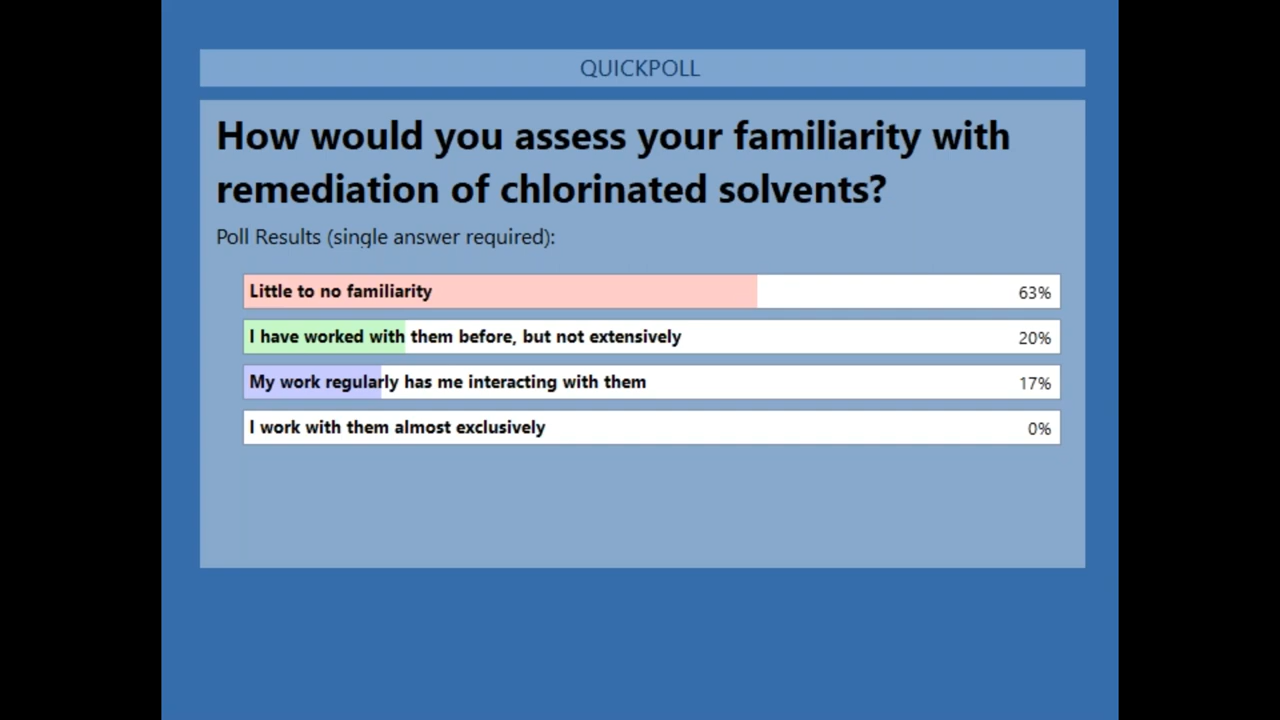 QUICKPOLL
How would you assess your familiarity with
remediation of chlorinated solvents?
Poll Results (single answer required):
Little to no familiarity 63%
I have worked with them before, but not extensively 20%
My work regularly has me interacting with them 17%
I work with them almost exclusively 0%